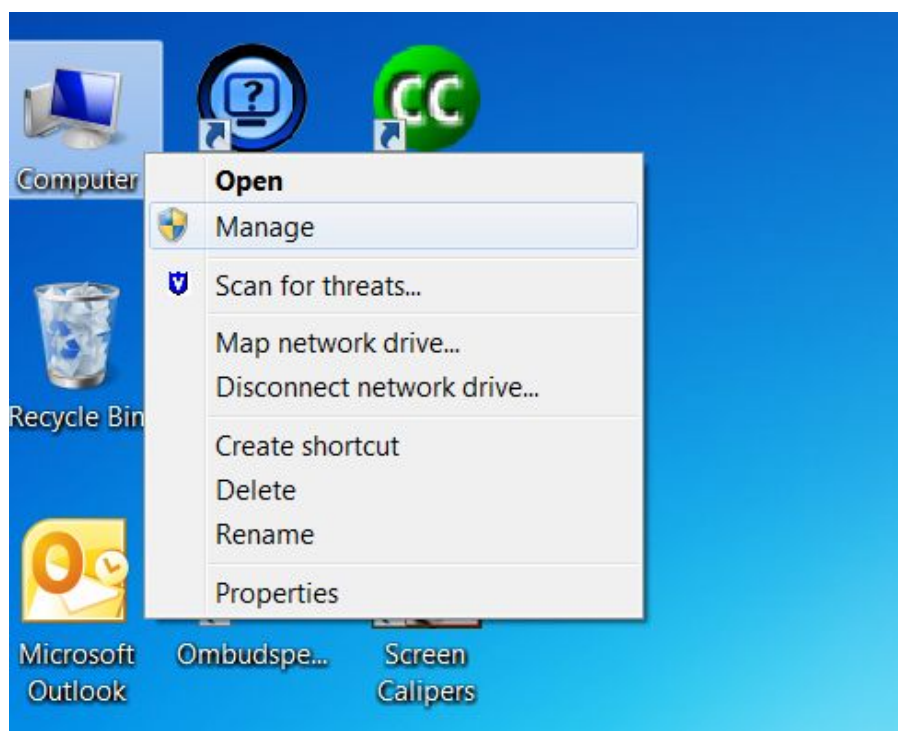 ?
CC
Computer
Open
Manage
V
Scan for threats...
Map network drive...
Disconnect network drive...
Recycle Bin
Create shortcut
Delete
Rename
O
Properties
Microsoft
Outlook
Ombudspe...
Screen
Calipers